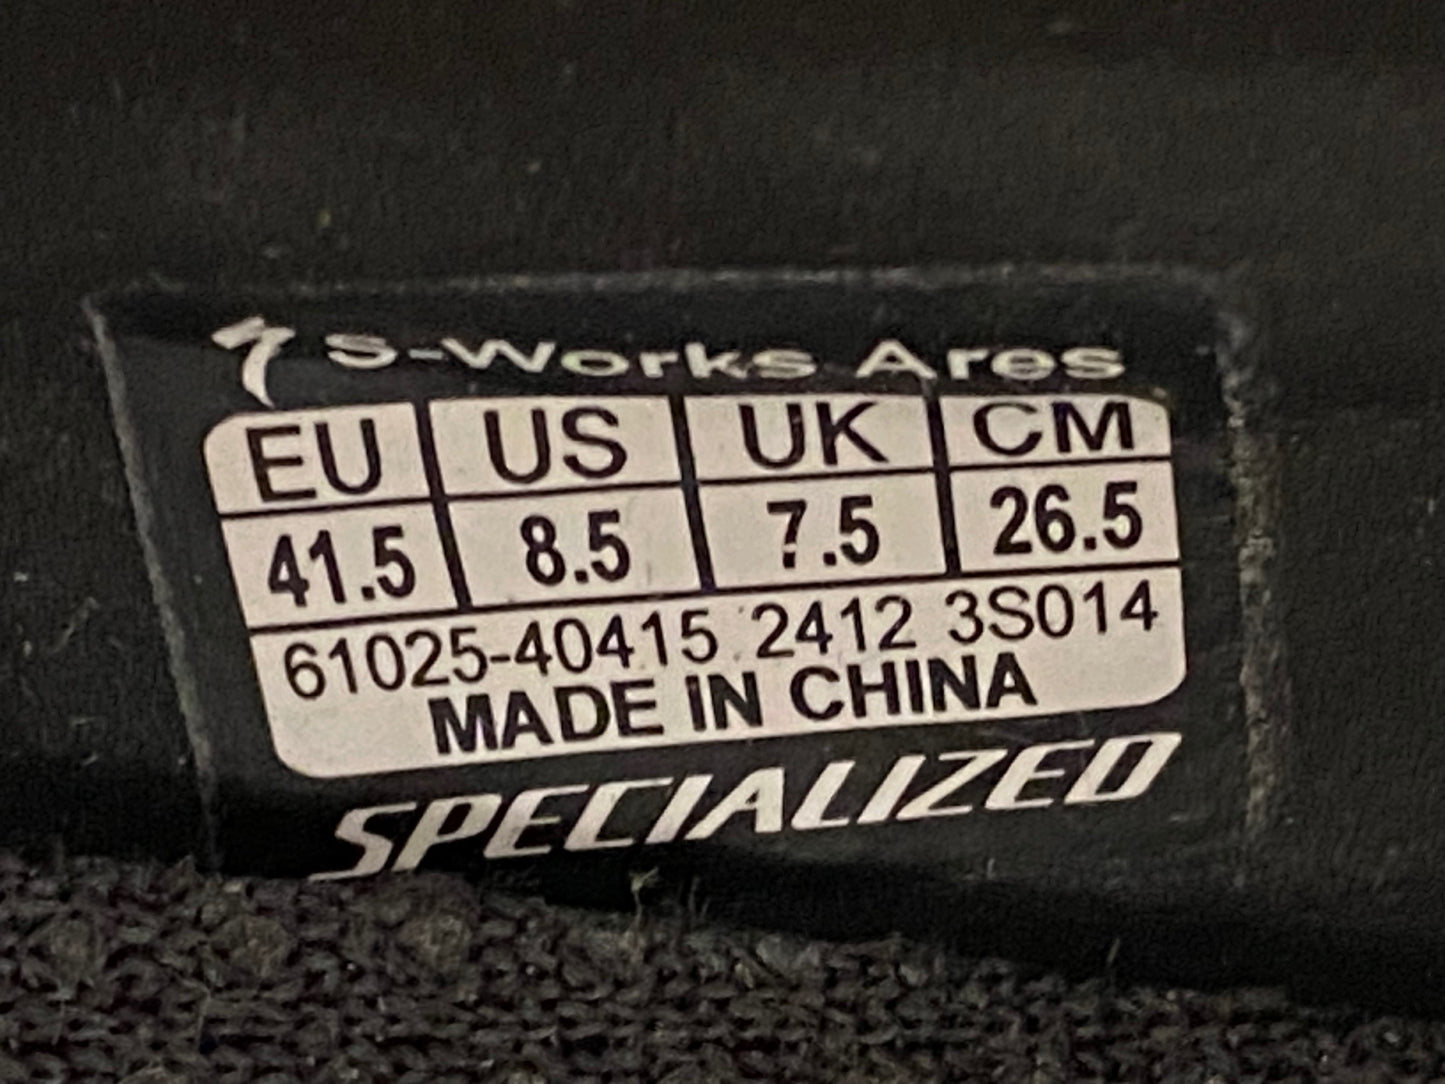 S-Works Ares
EU US UK CM
41.5 8.5 7.5 26.5
61025-40415 2412 3S014
MADE IN CHINA
SPECIALIZED